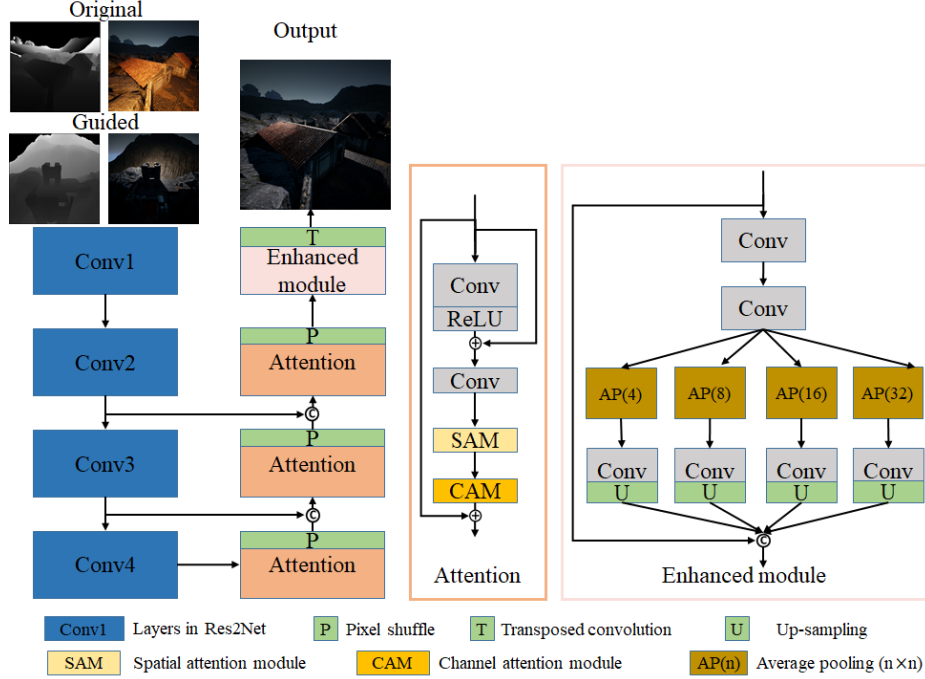 Original
Output
Guided
Conv1
Conv2
Conv3
Conv4
T
Enhanced
module
P
Attention
C
P
Attention
C
P
Attention
Conv
ReLU
Conv
SAM
CAM
Attention
Conv
Conv
AP(4) AP(8) AP(16) AP(32)
Conv Conv Conv Conv
U U U U
C
Enhanced module
Conv1 Layers in Res2Net P Pixel shuffle T Transposed convolution U Up-sampling
SAM Spatial attention module CAM Channel attention module AP(n) Average pooling (n×n)